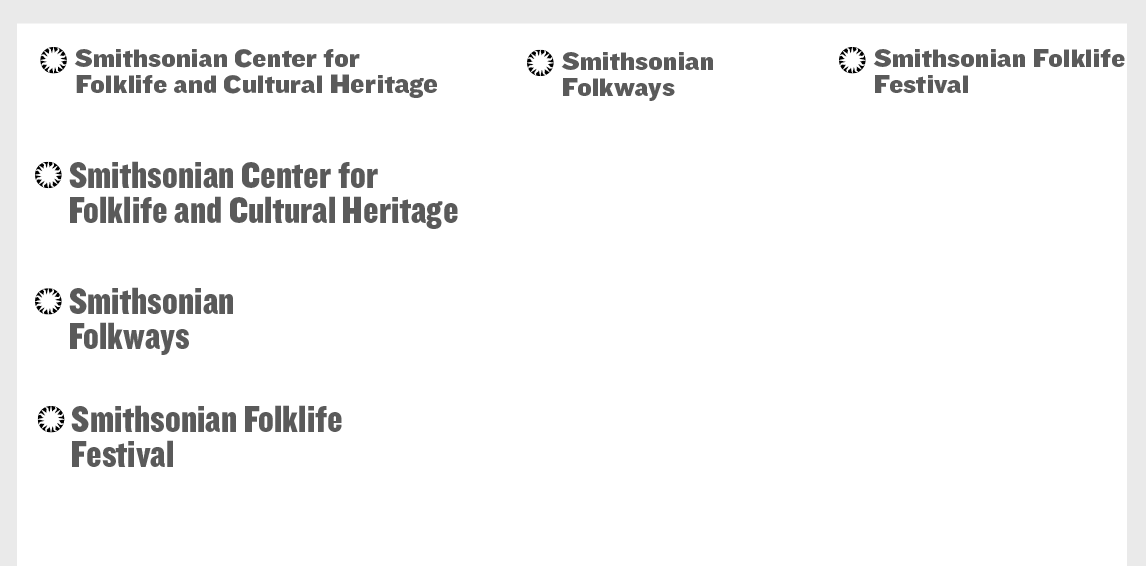 Smithsonian Center for
Folklife and Cultural Heritage
Smithsonian
Folkways
Smithsonian Folklife
Festival
Smithsonian Center for
Folklife and Cultural Heritage
Smithsonian
Folkways
Smithsonian Folklife
Festival